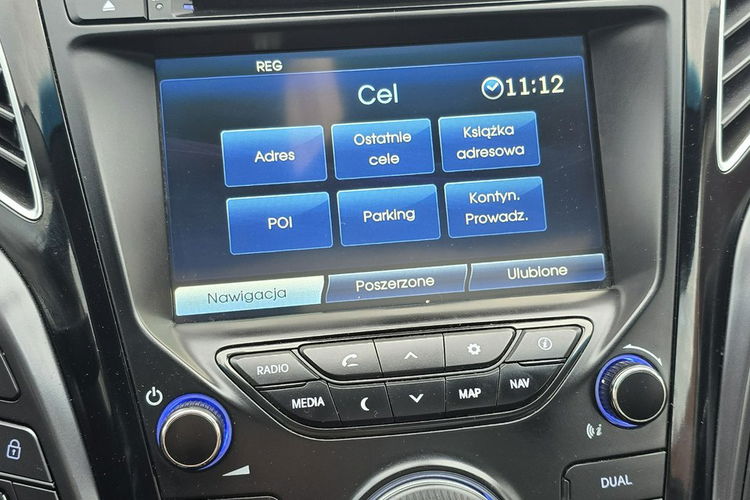 REG
Cel
11:12
Adres
Ostatnie
cele
Książka
adresowa
POI
Parking
Kontyn.
Prowadz.
Nawigacja
Poszerzone
Ulubione
RADIO
MEDIA
MAP
NAV
DUAL